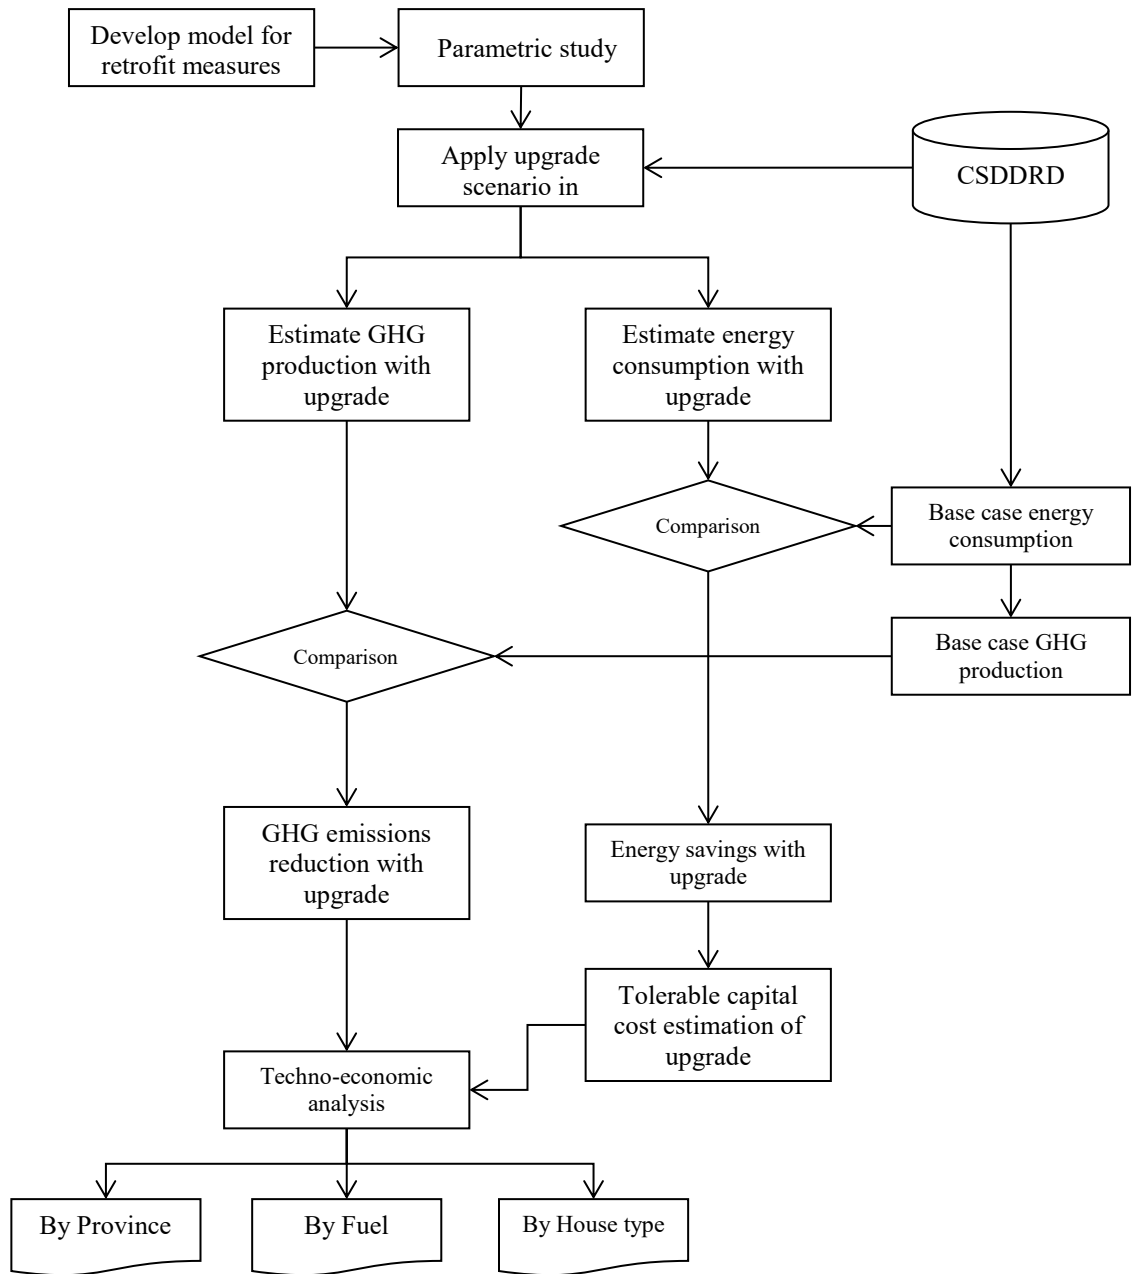 Develop model for
retrofit measures
Parametric study
Apply upgrade
scenario in
CSDDRD
Estimate GHG
production with
upgrade
Estimate energy
consumption with
upgrade
Comparison
Base case energy
consumption
Comparison
Base case GHG
production
GHG emissions
reduction with
upgrade
Energy savings with
upgrade
Tolerable capital
cost estimation of
upgrade
Techno-economic
analysis
By Province
By Fuel
By House type